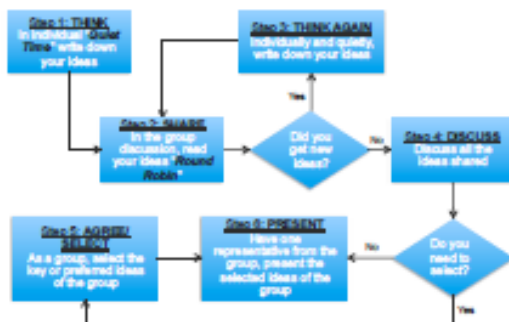 Step 1: THINK
In individual "Quiet
Time" write down
your ideas
Step 3: THINK AGAIN
Individually and quietly,
write down your ideas
Yes
Step 2: SHARE
In the group
discussion, read
your ideas "Round
Robin"
Did you
get new
ideas?
No
Step 4: DISCUSS
Discuss all the
ideas shared
Step 5: AGREE/
SELECT
As a group, select the
key or preferred ideas
of the group
Step 6: PRESENT
Have one
representative from the
group, present the
selected ideas of the
group
No
Do you
need to
select?
Yes